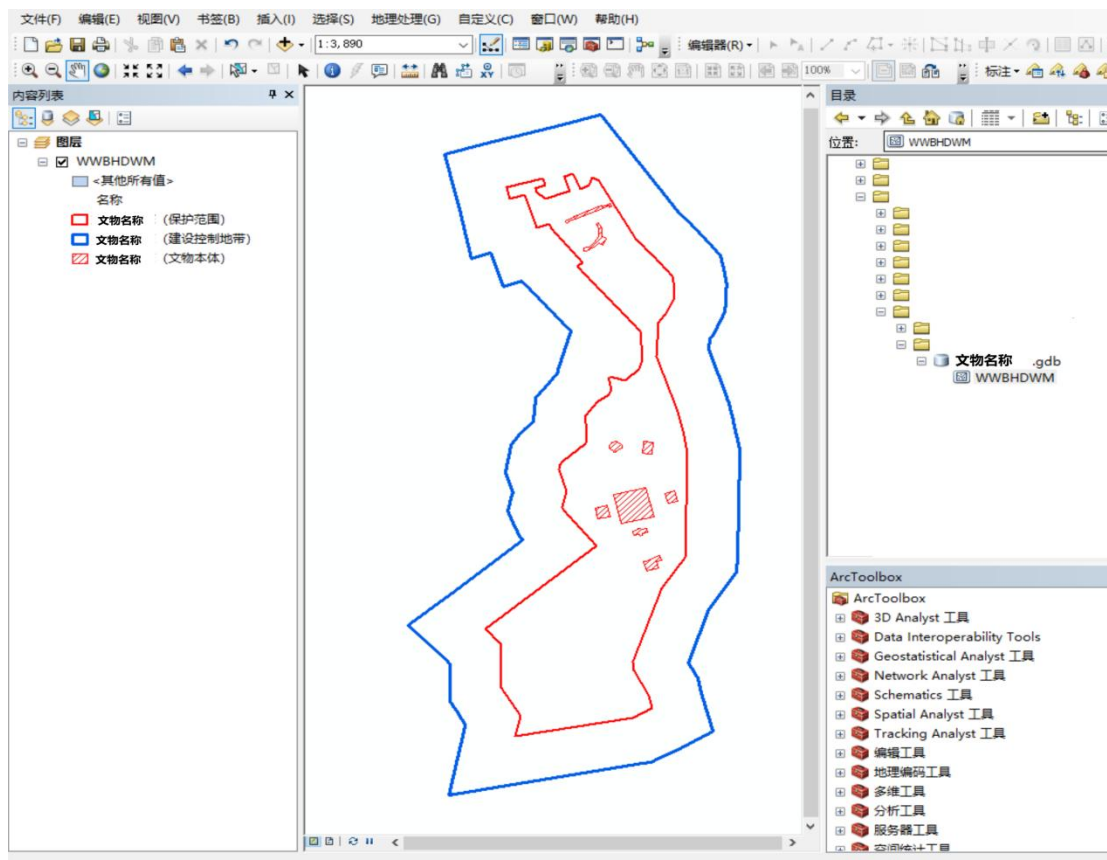 文件(F) 编辑(E) 视图(V) 书签(B) 插入(I) 选择(S) 地理处理(G) 自定义(C) 窗口(W) 帮助(H)
1:3,890 编辑器(R)
100% 标注
内容列表
图层
WWBHDWM
<其他所有值>
名称
文物名称 (保护范围)
文物名称 (建设控制地带)
文物名称 (文物本体)
目录
位置: WWBHDWM
文物名称 .gdb
WWBHDWM
ArcToolbox
ArcToolbox
3D Analyst 工具
Data Interoperability Tools
Geostatistical Analyst 工具
Network Analyst 工具
Schematics 工具
Spatial Analyst 工具
Tracking Analyst 工具
编辑工具
地理编码工具
多维工具
分析工具
服务器工具
空间统计工具